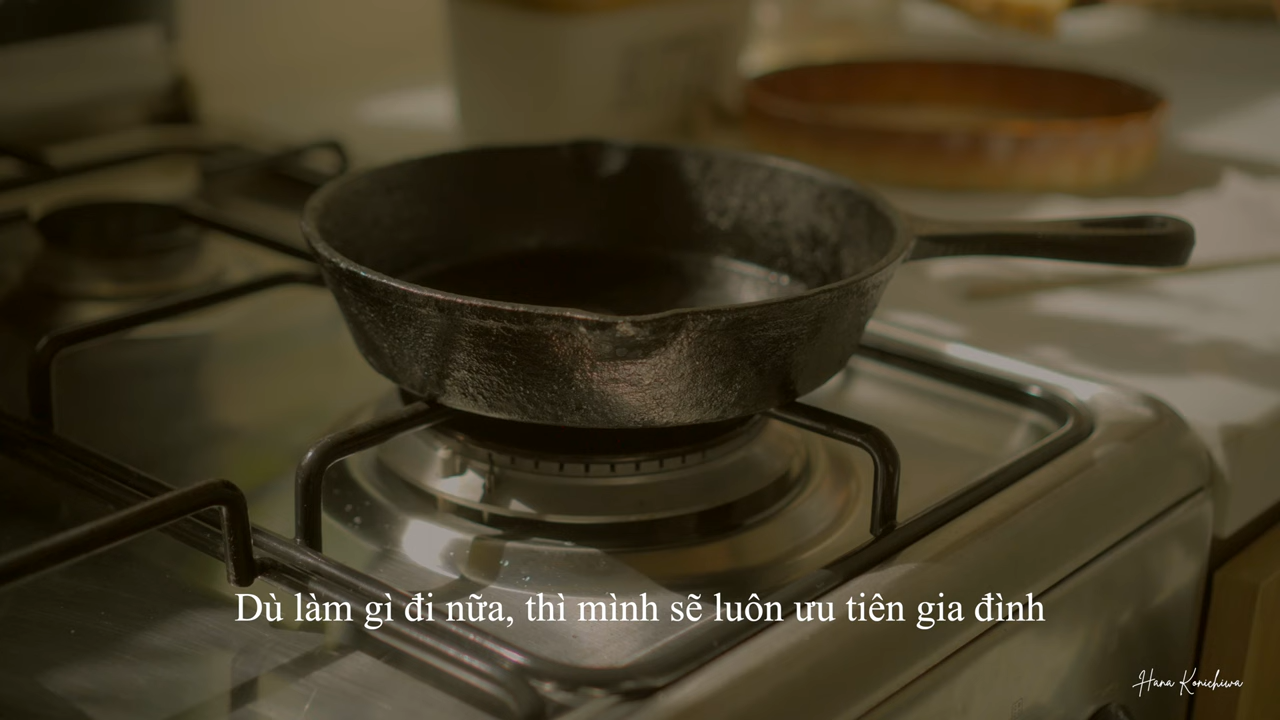 Dù làm gì đi nữa, thì mình sẽ luôn ưu tiên gia đình
Hana Konichiwa